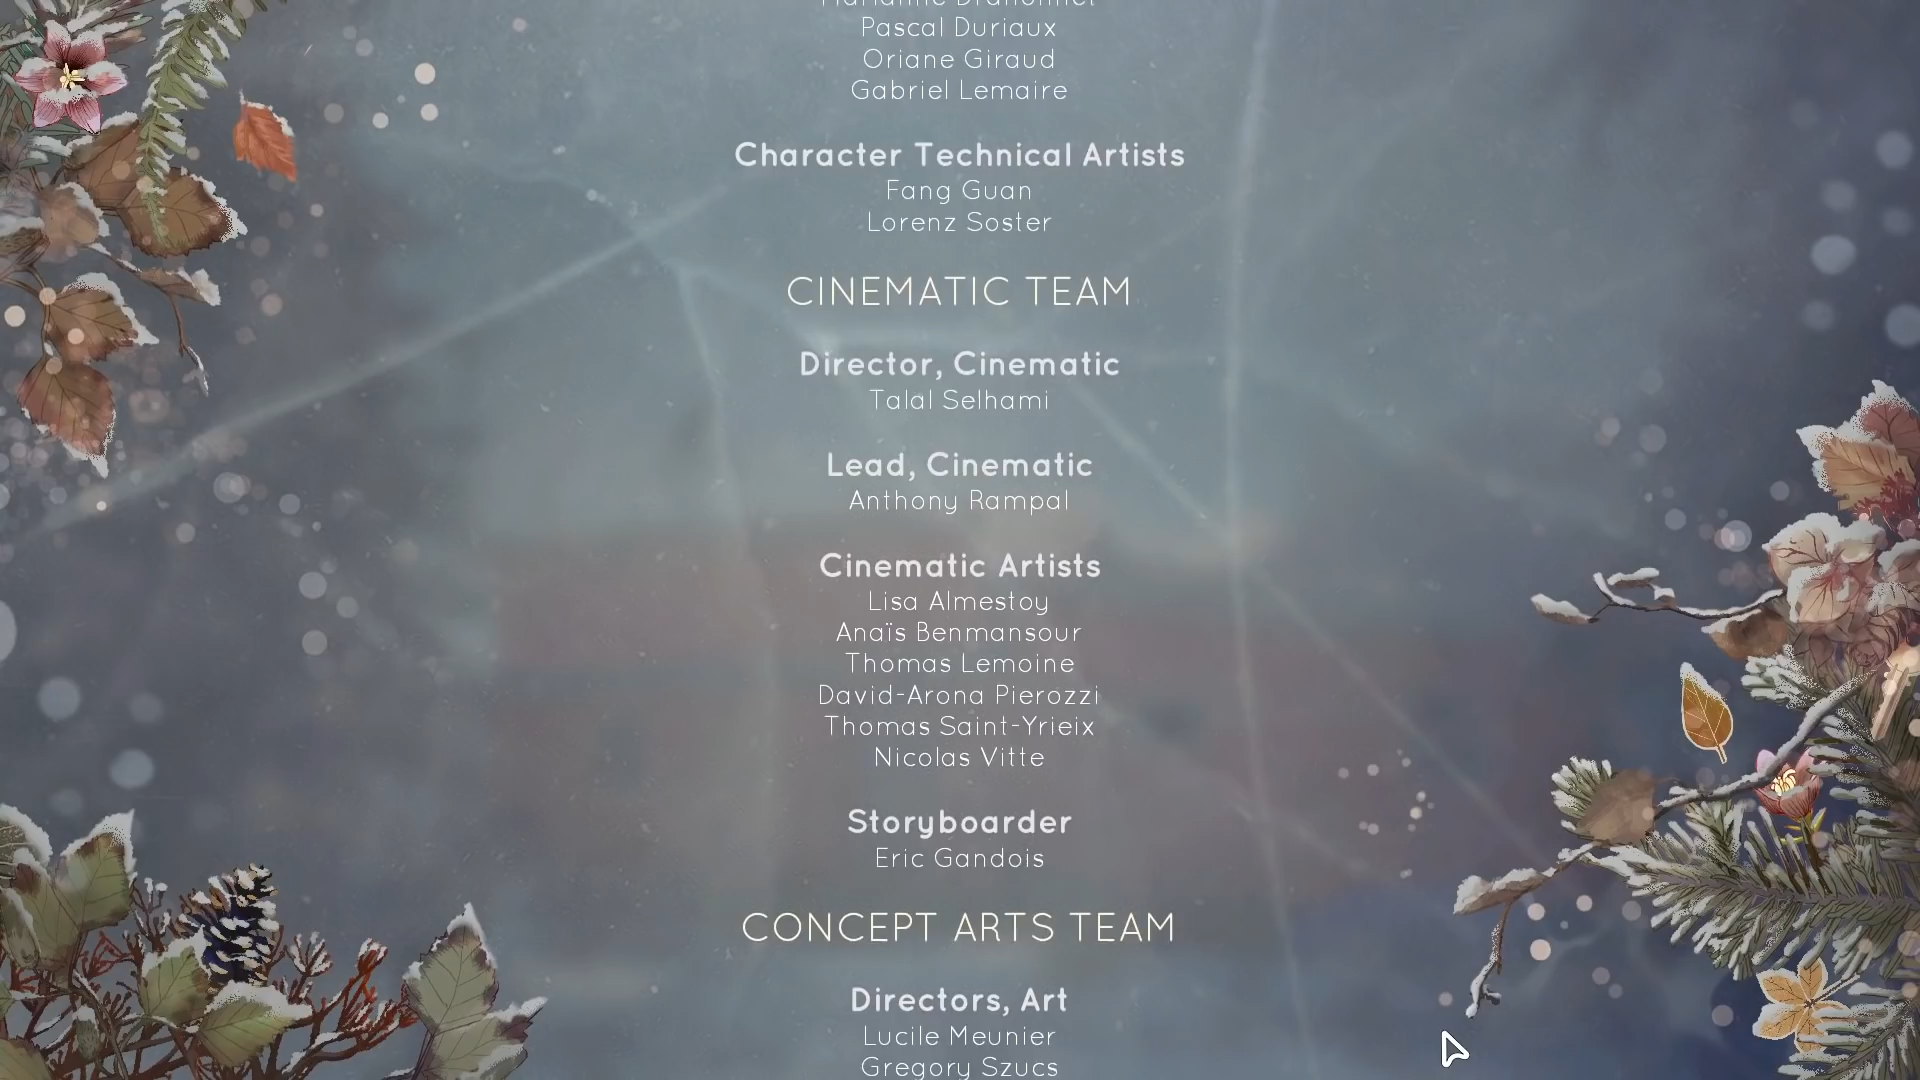 Pascal Duriaux
Oriane Giraud
Gabriel Lemaire
Character Technical Artists
Fang Guan
Lorenz Soster
CINEMATIC TEAM
Director, Cinematic
Talal Selhami
Lead, Cinematic
Anthony Rampal
Cinematic Artists
Lisa Almestoy
Anaïs Benmansour
Thomas Lemoine
David-Arona Pierozzi
Thomas Saint-Yrieix
Nicolas Vitte
Storyboarder
Eric Gandois
CONCEPT ARTS TEAM
Directors, Art
Lucile Meunier
Gregory Szucs